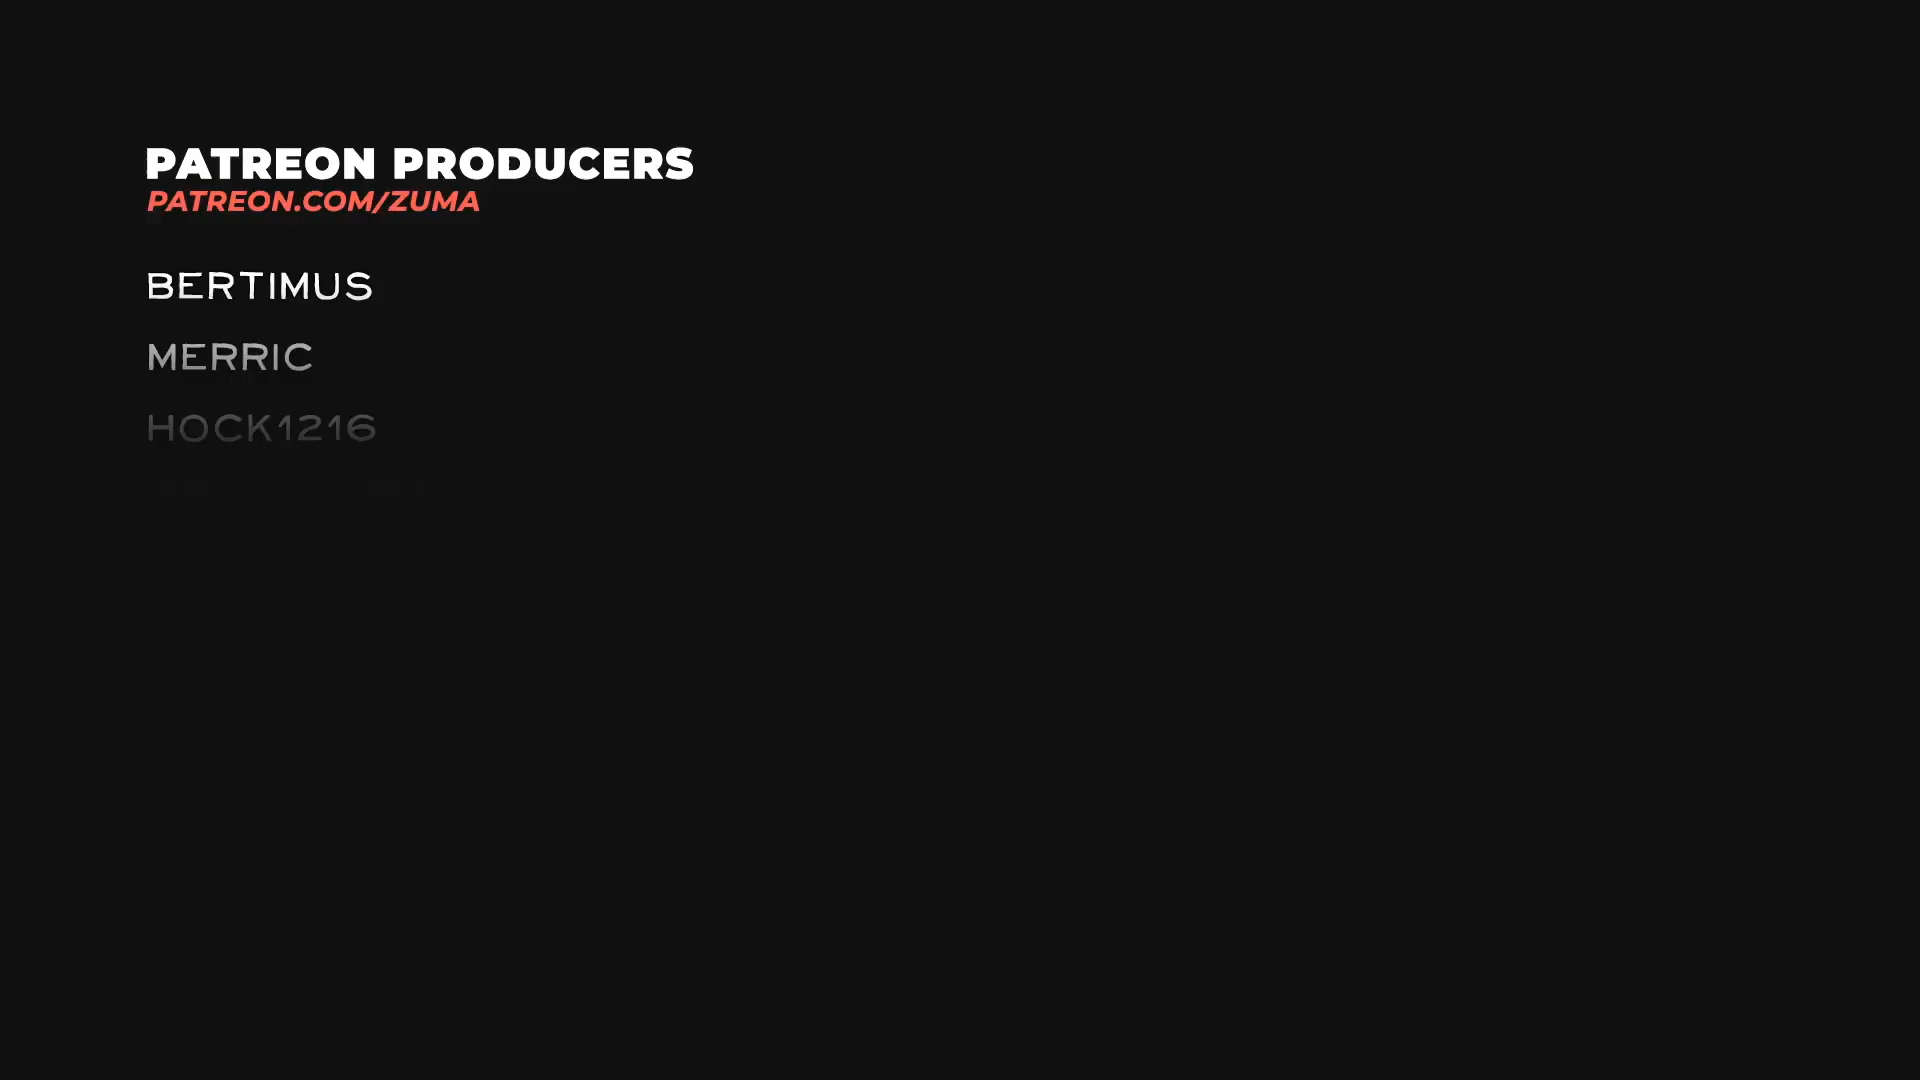 PATREON PRODUCERS
PATREON.COM/ZUMA
BERTIMUS
MERRIC
HOCK1216